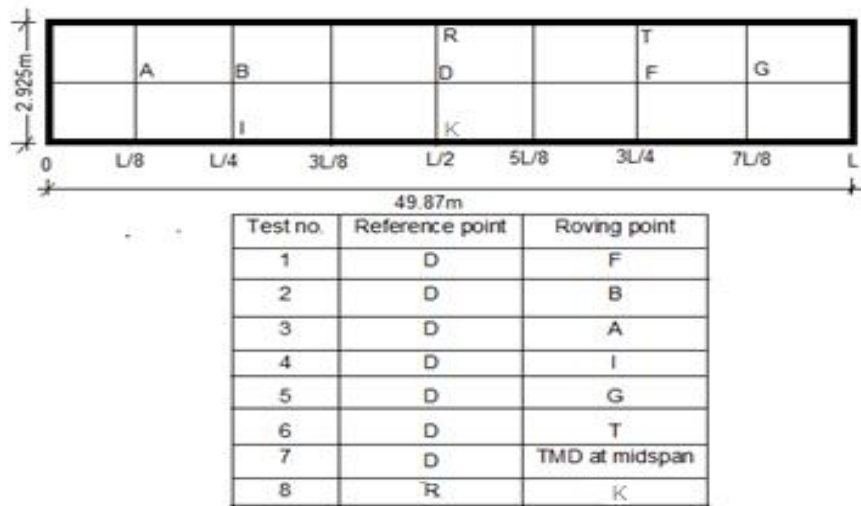 R T
A B D F G
2.925m
I K
0 L/8 L/4 3L/8 L/2 5L/8 3L/4 7L/8 L
49.87m
Test no. Reference point Roving point
1 D F
2 D B
3 D A
4 D I
5 D G
6 D T
7 D TMD at midspan
8 R K